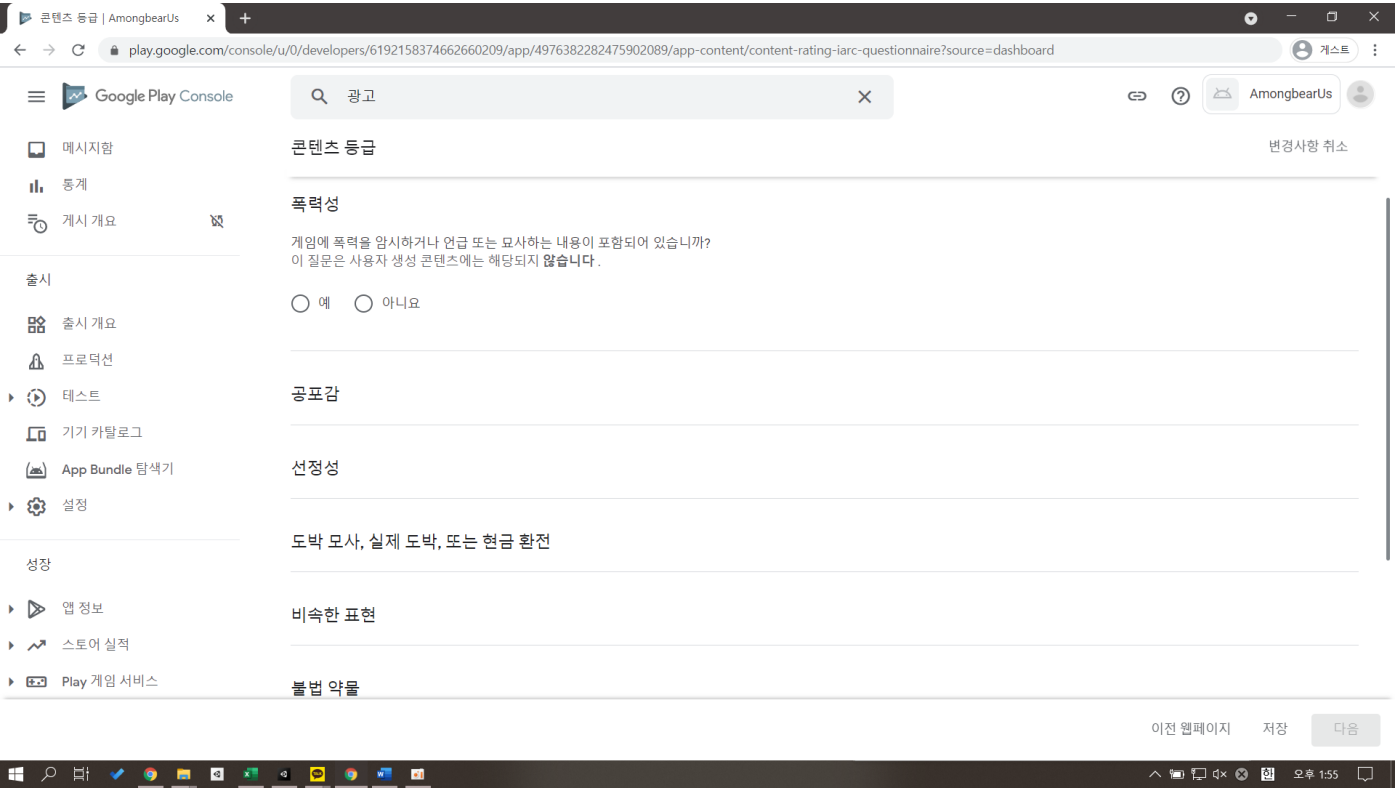 콘텐츠 등급 | AmongbearUs
play.google.com/console/u/0/developers/6192158374662660209/app/4976382282475902089/app-content/content-rating-iarc-questionnaire?source=dashboard
게스트
Google Play Console
광고
AmongbearUs
메시지함
통계
게시 개요
출시
출시 개요
프로덕션
테스트
기기 카탈로그
App Bundle 탐색기
설정
성장
앱 정보
스토어 실적
Play 게임 서비스
콘텐츠 등급
변경사항 취소
폭력성
게임에 폭력을 암시하거나 언급 또는 묘사하는 내용이 포함되어 있습니까?
이 질문은 사용자 생성 콘텐츠에는 해당되지 않습니다 .
예 아니요
공포감
선정성
도박 모사, 실제 도박, 또는 현금 환전
비속한 표현
불법 약물
이전 웹페이지 저장 다음
한 오후 1:55